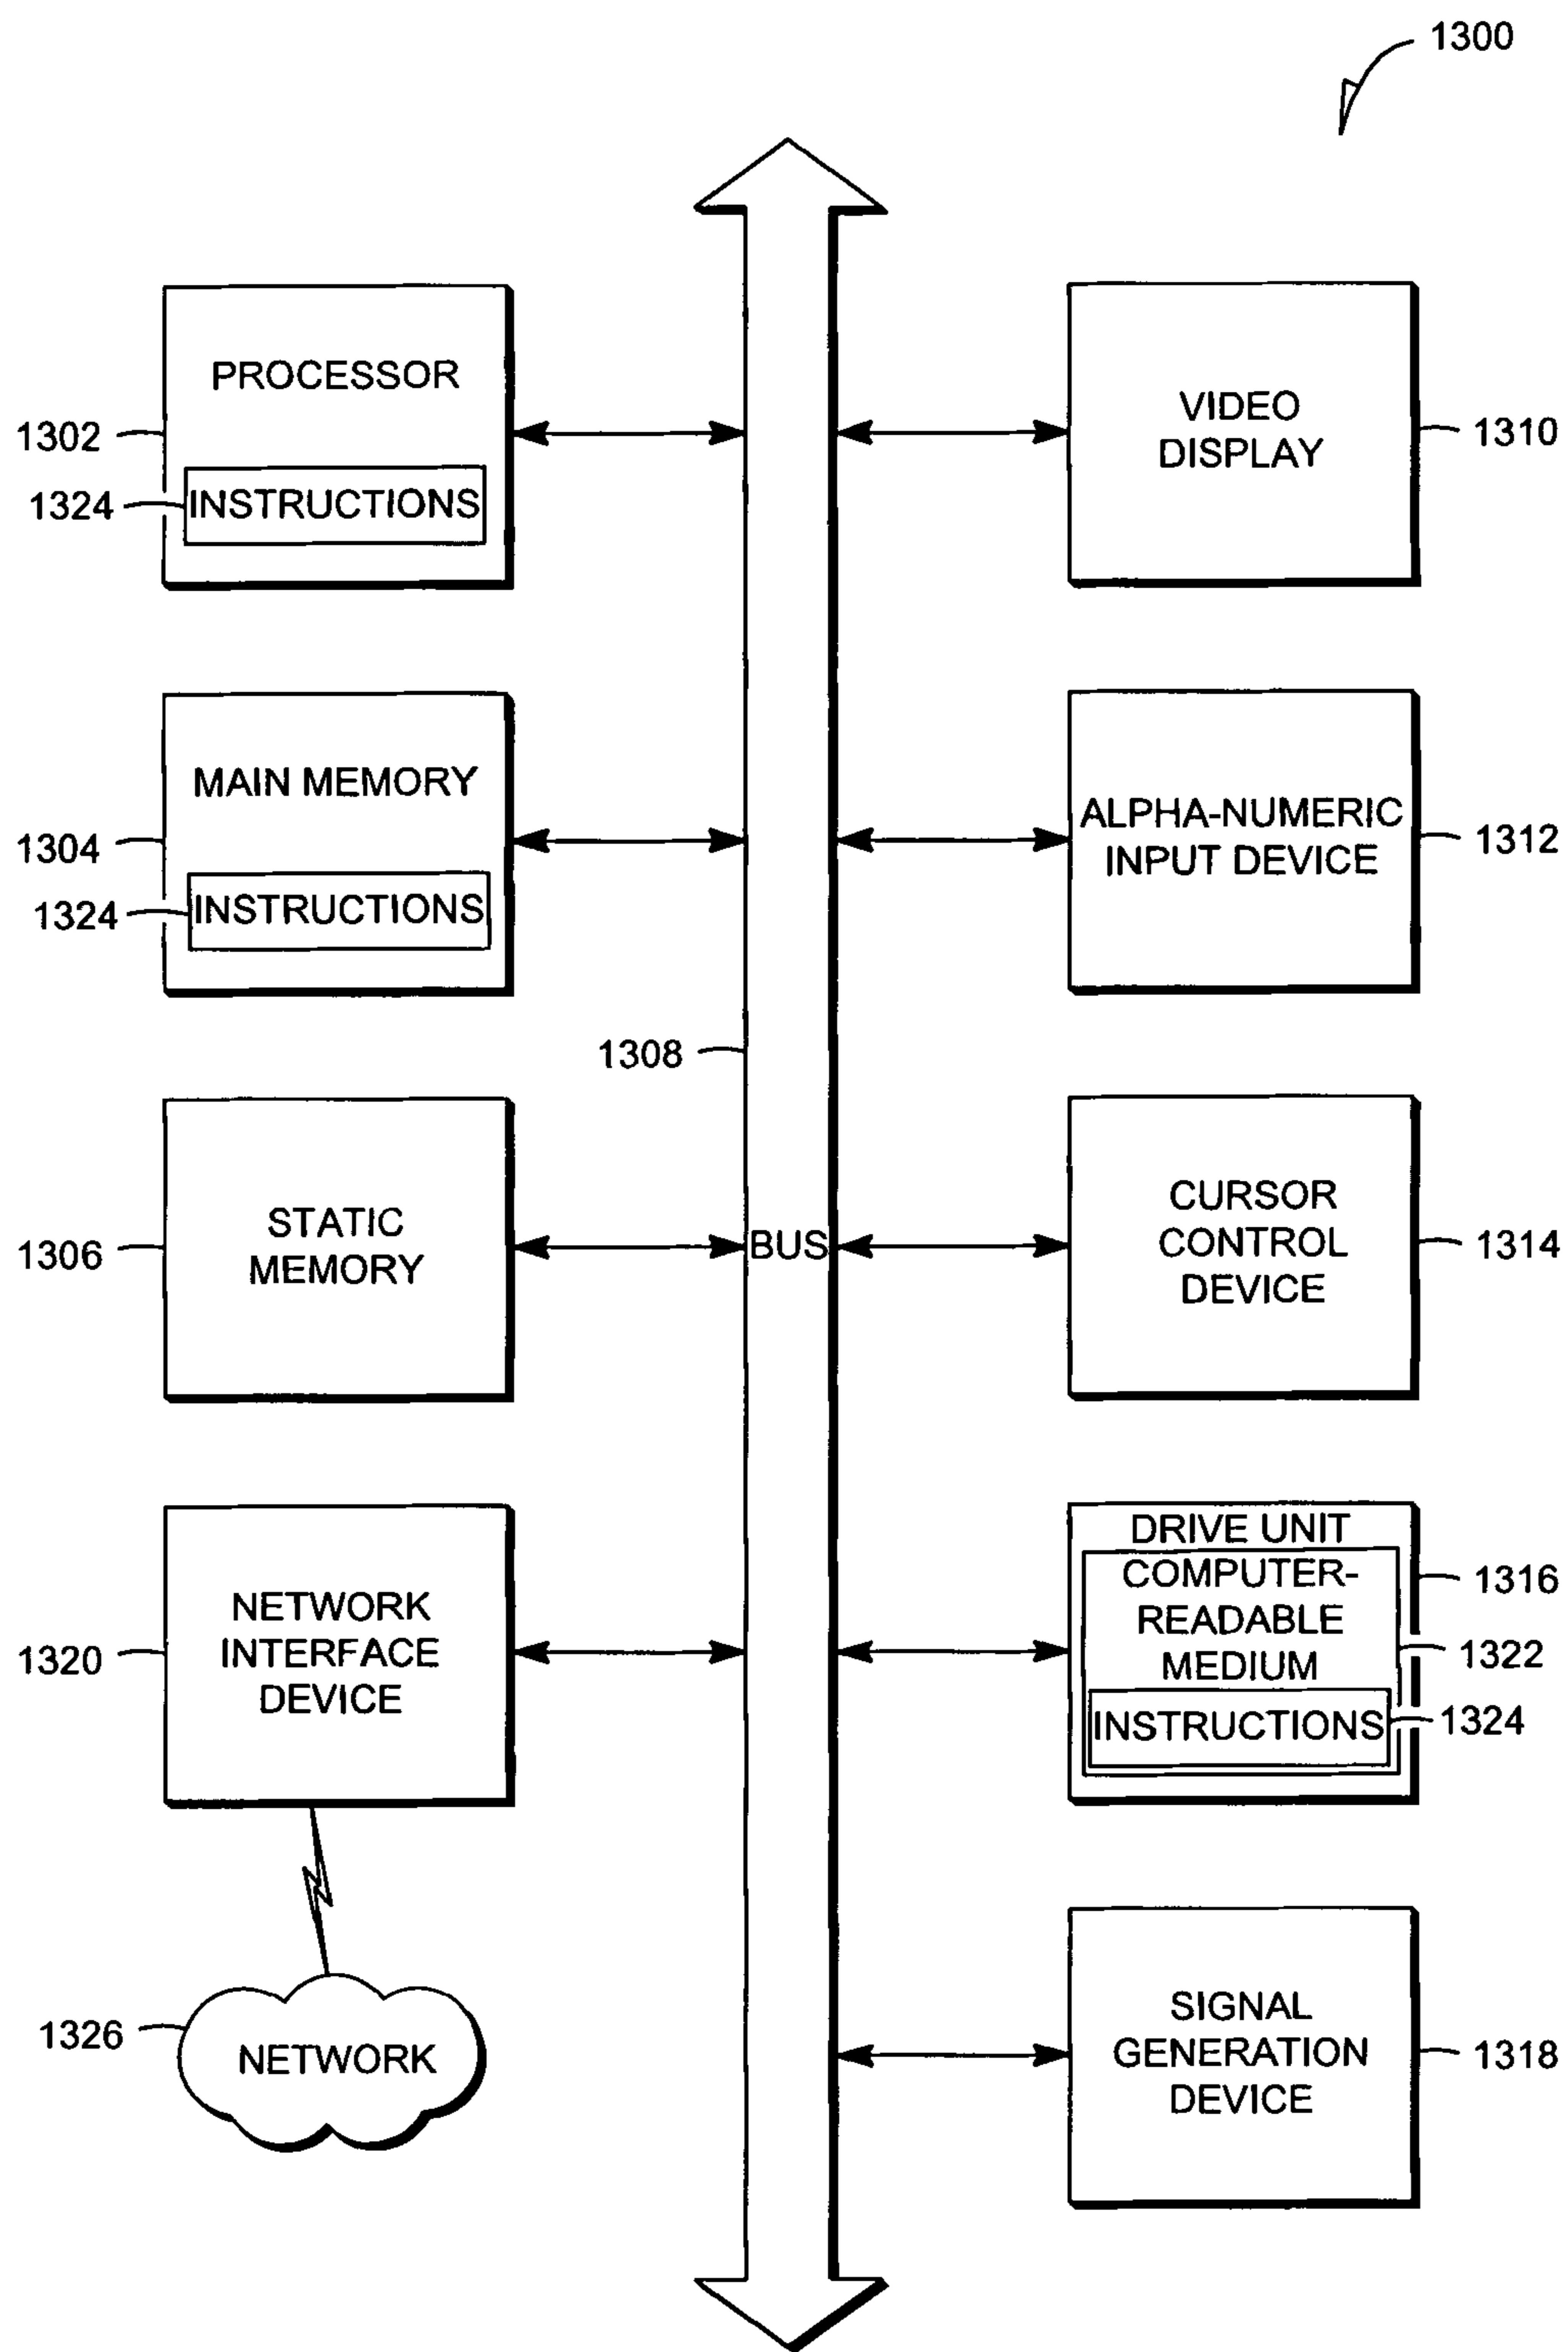 1300
PROCESSOR
1302
1324
INSTRUCTIONS
VIDEO
DISPLAY
1310
MAIN MEMORY
1304
1324
INSTRUCTIONS
ALPHA-NUMERIC
INPUT DEVICE
1312
1308
STATIC
MEMORY
1306
BUS
CURSOR
CONTROL
DEVICE
1314
NETWORK
INTERFACE
DEVICE
1320
DRIVE UNIT
COMPUTER-
READABLE
MEDIUM
INSTRUCTIONS
1316
1322
1324
1326
NETWORK
SIGNAL
GENERATION
DEVICE
1318